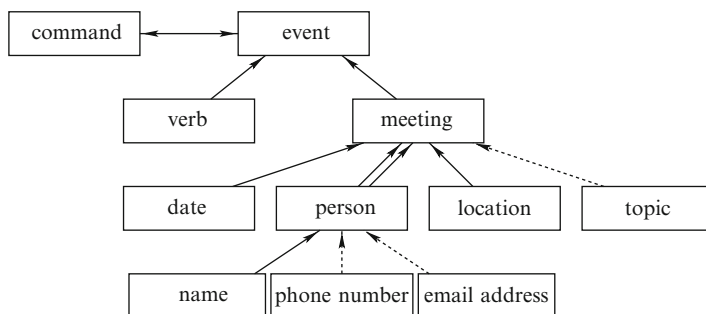 command event
verb meeting
date person location topic
name phone number email address